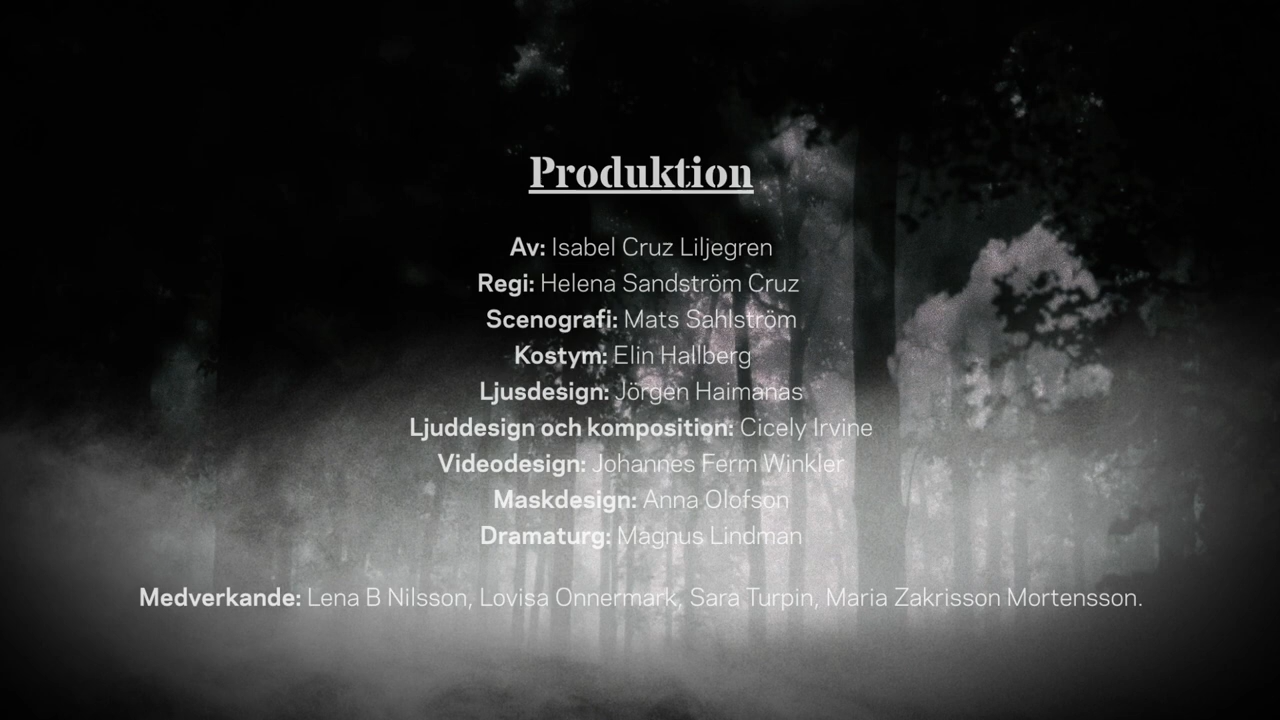 Produktion
Av: Isabel Cruz Liljegren
Regi: Helena Sandström Cruz
Scenografi: Mats Sahlström
Kostym: Elin Hallberg
Ljusdesign: Jörgen Haimanas
Ljuddesign och komposition: Cicely Irvine
Videodesign: Johannes Ferm Winkler
Maskdesign: Anna Olofson
Dramaturg: Magnus Lindman
Medverkande: Lena B Nilsson, Lovisa Onnermark, Sara Turpin, Maria Zakrisson Mortensson.